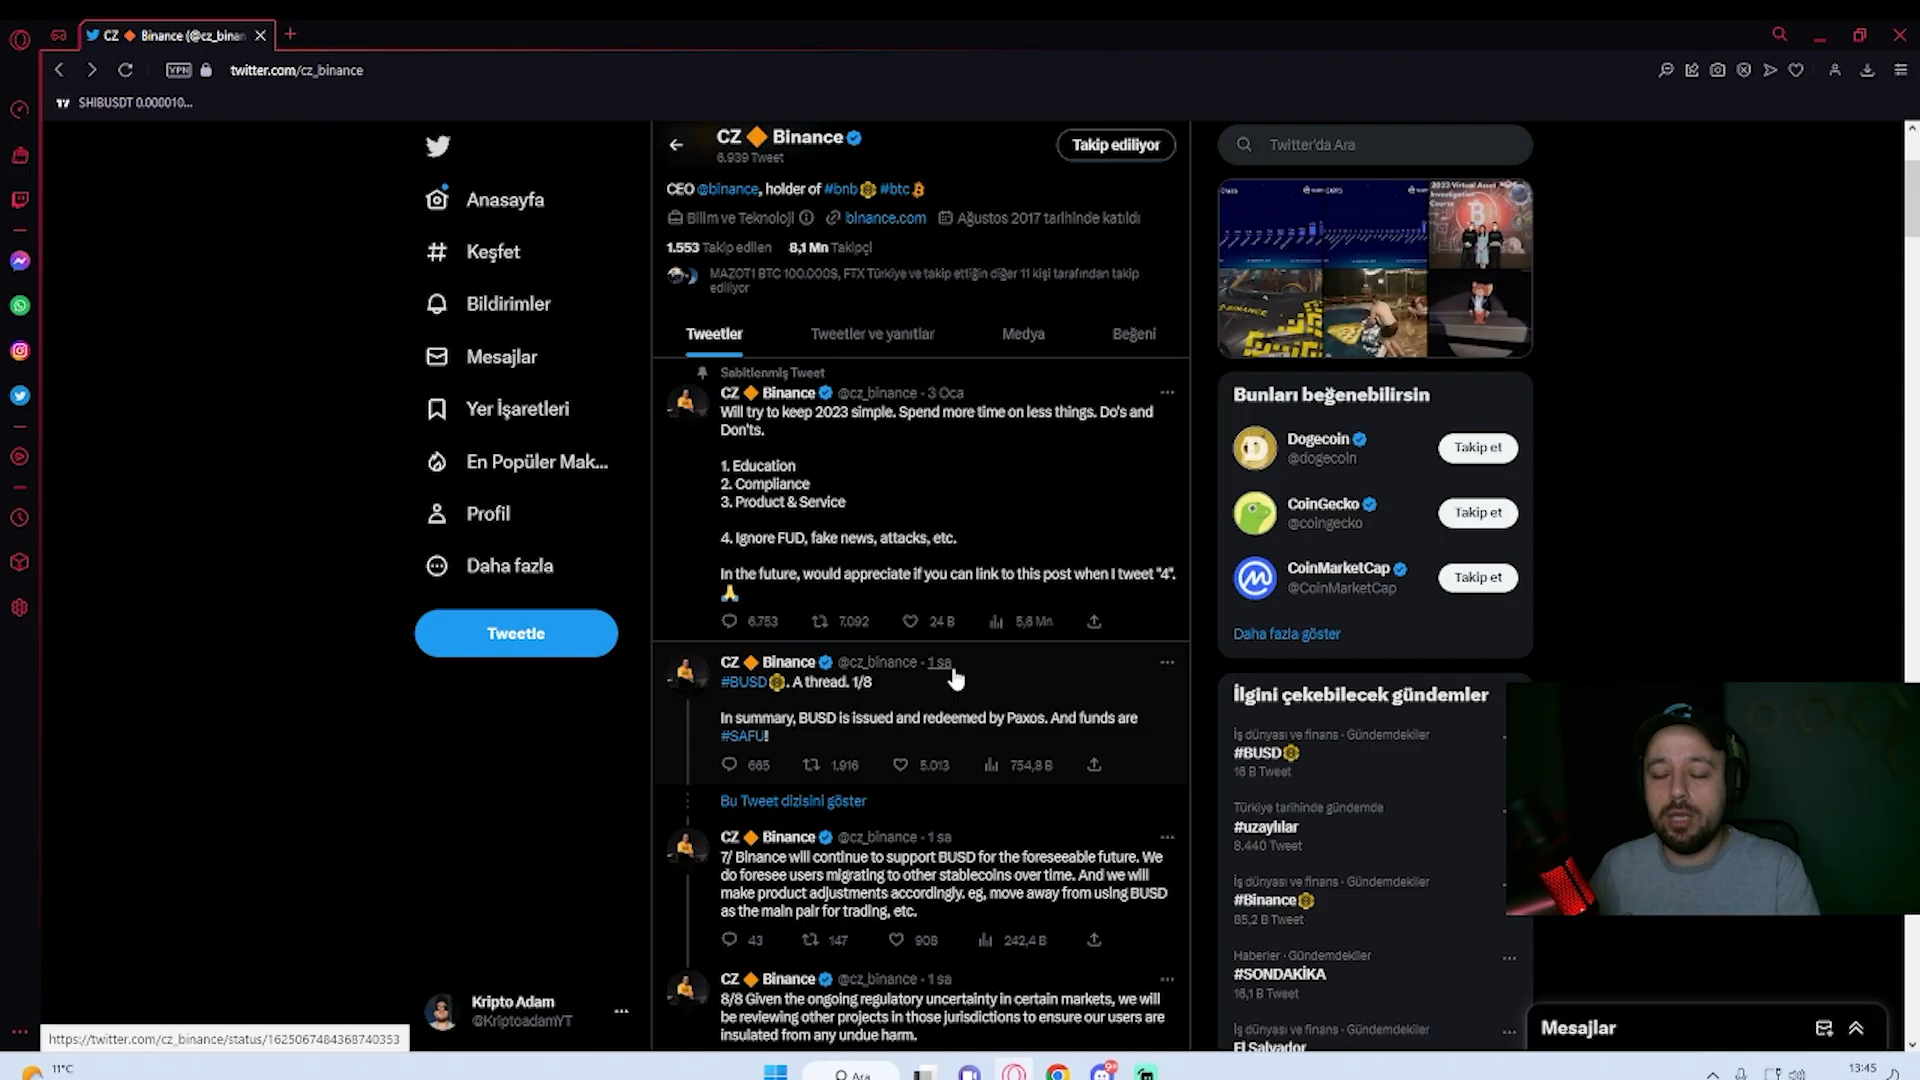 CZ 🔶 Binance (@cz_binan
VPN
twitter.com/cz_binance
SHIBUSDT 0.000010...
Anasayfa
Keşfet
Bildirimler
Mesajlar
Yer İşaretleri
En Popüler Mak...
Profil
Daha fazla
Tweetle
Kripto Adam
@KriptoadamYT
https://twitter.com/cz_binance/status/1625067484368740353
CZ 🔶 Binance
6.939 Tweet
Takip ediliyor
CEO @binance, holder of #bnb #btc
Bilim ve Teknoloji binance.com Ağustos 2017 tarihinde katıldı
1.553 Takip edilen 8,1 Mn Takipçi
MAZOT1 BTC 100.000$, FTX Türkiye ve takip ettiğin diğer 11 kişi tarafından takip
ediliyor
Tweetler Tweetler ve yanıtlar Medya Beğeni
Sabitlenmiş Tweet
CZ 🔶 Binance @cz_binance · 3 Oca
Will try to keep 2023 simple. Spend more time on less things. Do's and
Don'ts.
1. Education
2. Compliance
3. Product & Service
4. Ignore FUD, fake news, attacks, etc.
In the future, would appreciate if you can link to this post when I tweet "4".
🙏
6.753 7.092 24 B 5,6 Mn
CZ 🔶 Binance @cz_binance · 1 sa
#BUSD. A thread. 1/8
In summary, BUSD is issued and redeemed by Paxos. And funds are
#SAFU!
665 1.916 5.013 754,3 B
Bu Tweet dizisini göster
CZ 🔶 Binance @cz_binance · 1 sa
7/ Binance will continue to support BUSD for the foreseeable future. We
do foresee users migrating to other stablecoins over time. And we will
make product adjustments accordingly. eg, move away from using BUSD
as the main pair for trading, etc.
43 147 908 242,4 B
CZ 🔶 Binance @cz_binance · 1 sa
8/8 Given the ongoing regulatory uncertainty in certain markets, we will
be reviewing other projects in those jurisdictions to ensure our users are
insulated from any undue harm.
Twitter'da Ara
2023 Virtual Asset
Investigation
Course
BINANCE
Bunları beğenebilirsin
Dogecoin
@dogecoin
Takip et
CoinGecko
@coingecko
Takip et
CoinMarketCap
@CoinMarketCap
Takip et
Daha fazla göster
İlgini çekebilecek gündemler
İş dünyası ve finans · Gündemdekiler
#BUSD
16 B Tweet
Türkiye tarihinde gündemde
#uzaylılar
8.440 Tweet
İş dünyası ve finans · Gündemdekiler
#Binance
85,2 B Tweet
Haberler · Gündemdekiler
#SONDAKİKA
16,1 B Tweet
İş dünyası ve finans · Gündemdekiler
El Salvador
Mesajlar
11°C
Ara
13:45